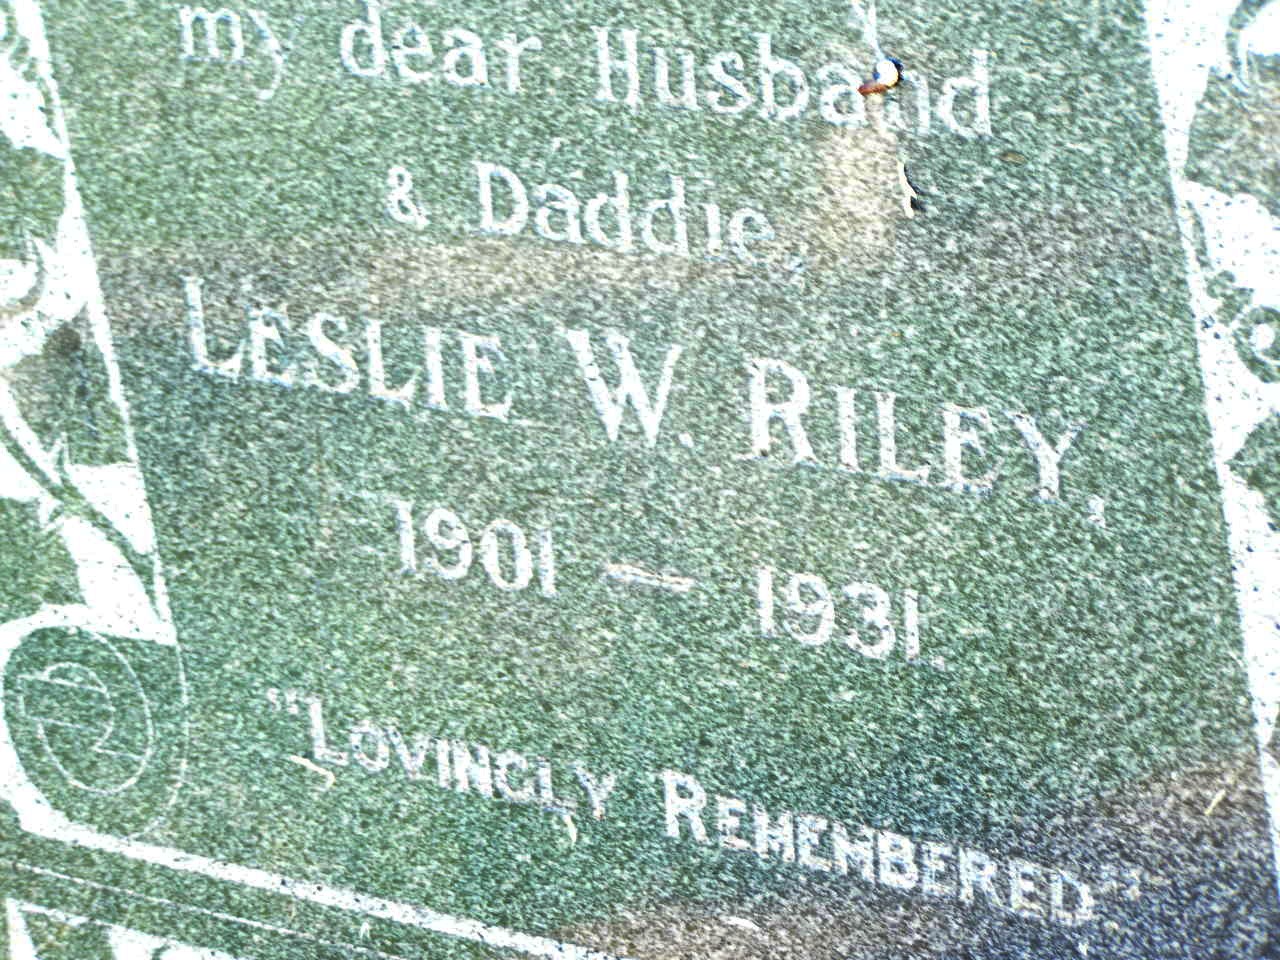 my dear Husband
& Daddie,
LESLIE W. RILEY,
1901 — 1931.
"LOVINGLY REMEMBERED"